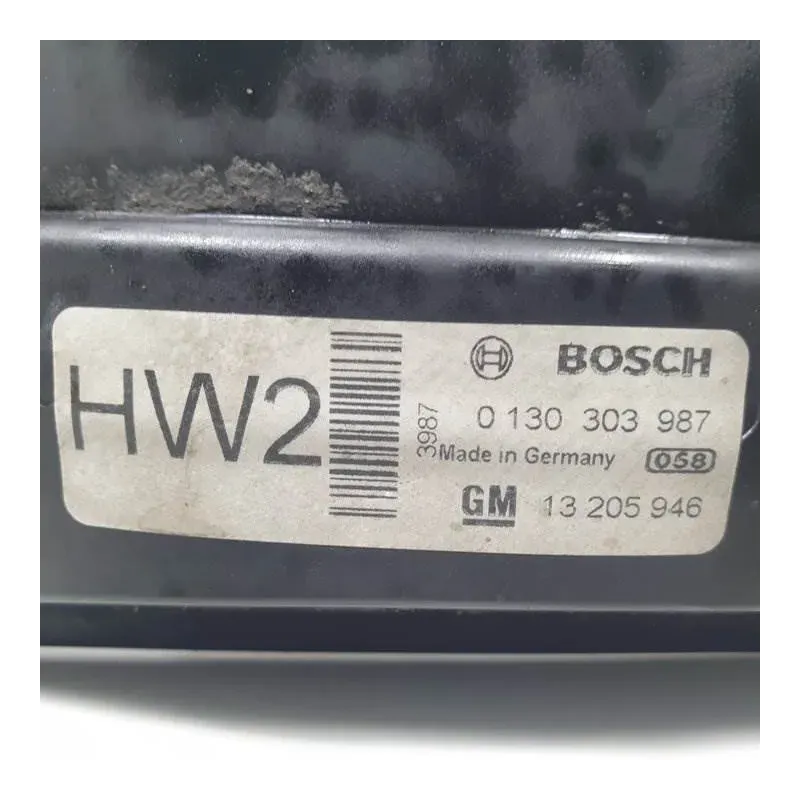 HW2
3987
H BOSCH
0 130 303 987
Made in Germany 058
GM 13 205 946